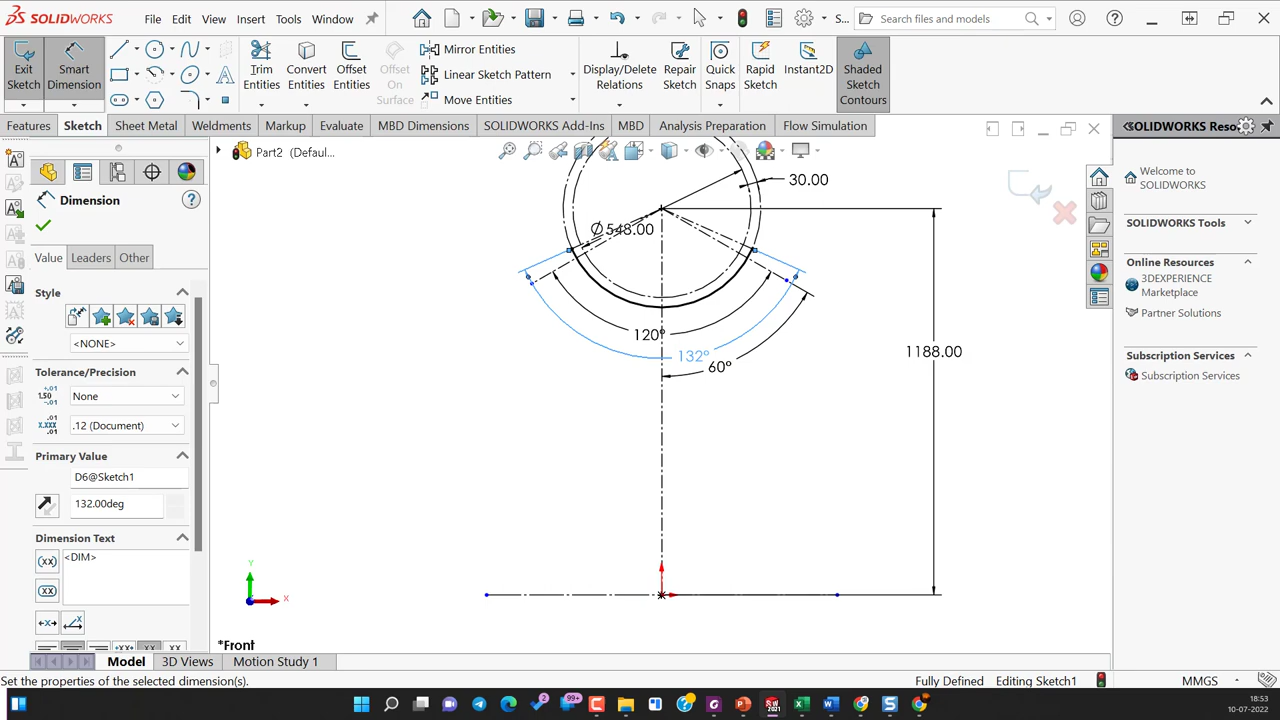 SOLIDWORKS File Edit View Insert Tools Window S... Search files and models
Exit Sketch
Smart Dimension
Trim Entities
Convert Entities
Offset Entities
Offset On Surface
Mirror Entities
Linear Sketch Pattern
Move Entities
Display/Delete Relations
Repair Sketch
Quick Snaps
Rapid Sketch
Instant2D
Shaded Sketch Contours
Features Sketch Sheet Metal Weldments Markup Evaluate MBD Dimensions SOLIDWORKS Add-Ins MBD Analysis Preparation Flow Simulation
Part2 (Defaul...
Dimension
Value Leaders Other
Style
<NONE>
Tolerance/Precision
None
.12 (Document)
Primary Value
D6@Sketch1
132.00deg
Dimension Text
<DIM>
30.00
Ø548.00
120°
132°
60°
1188.00
Y
X
*Front
SOLIDWORKS Reso...
Welcome to SOLIDWORKS
SOLIDWORKS Tools
Online Resources
3DEXPERIENCE Marketplace
Partner Solutions
Subscription Services
Subscription Services
Model 3D Views Motion Study 1
Set the properties of the selected dimension(s). Fully Defined Editing Sketch1 MMGS
2 99+
18:53
10-07-2022